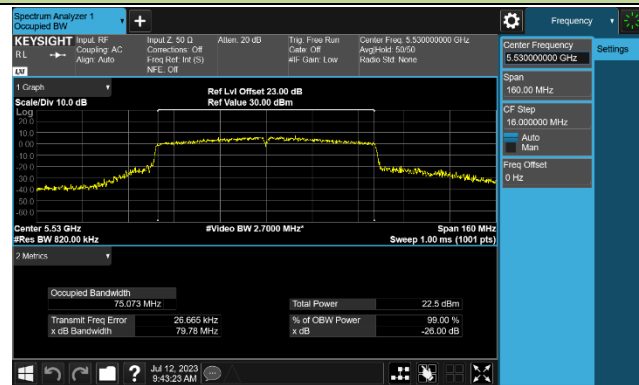 Spectrum Analyzer 1
Occupied BW
+
Frequency
KEYSIGHT
Input: RF
Input Z: 50 Ω
Atten: 20 dB
Trig: Free Run
Center Freq: 5.530000000 GHz
RL
Coupling: AC
Corrections: Off
Gate: Off
Avg|Hold: 50/50
Align: Auto
Freq Ref: Int (S)
#IF Gain: Low
Radio Std: None
NFE: Off
LXI
Center Frequency
5.530000000 GHz
Settings
Span
160.00 MHz
CF Step
16.000000 MHz
Auto
Man
Freq Offset
0 Hz
1 Graph
Ref Lvl Offset 23.00 dB
Scale/Div 10.0 dB
Ref Value 30.00 dBm
Log
20.0
10.0
0.00
-10.0
-20.0
-30.0
-40.0
-50.0
-60.0
Center 5.53 GHz
#Video BW 2.7000 MHz*
Span 160 MHz
#Res BW 820.00 kHz
Sweep 1.00 ms (1001 pts)
2 Metrics
Occupied Bandwidth
75.073 MHz
Total Power
22.5 dBm
Transmit Freq Error
26.665 kHz
% of OBW Power
99.00 %
x dB Bandwidth
79.78 MHz
x dB
-26.00 dB
?
Jul 12, 2023
9:43:23 AM